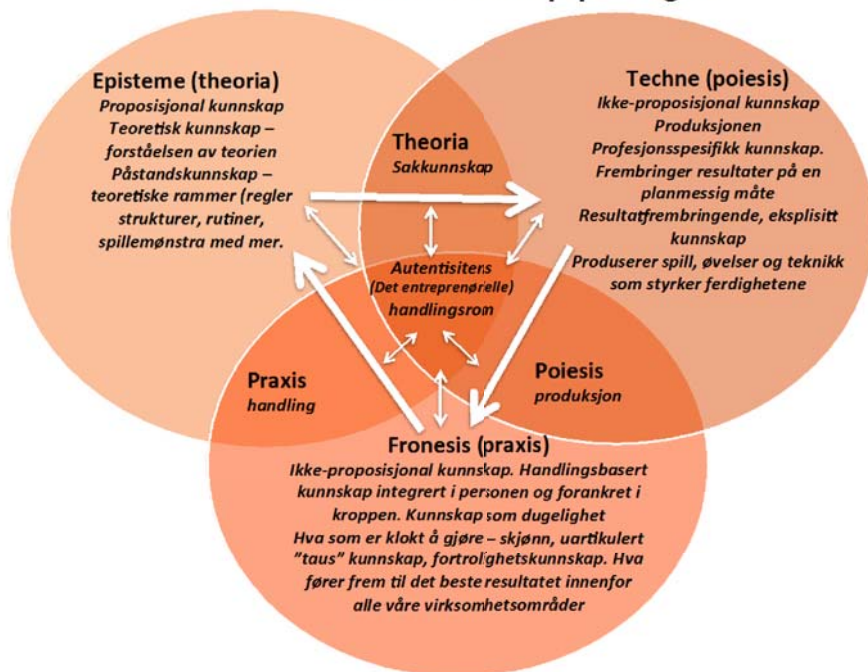 Episteme (theoria)
Proposisjonal kunnskap
Teoretisk kunnskap –
forståelsen av teorien
Påstandskunnskap –
teoretiske rammer (regler
strukturer, rutiner,
spillemønstra med mer.
Theoria
Sakkunnskap
Techne (poiesis)
Ikke-proposisjonal kunnskap
Produksjonen
Profesjonsspesifikk kunnskap.
Frembringer resultater på en
planmessig måte
Resultatfrembringende, eksplisitt
kunnskap
Produserer spill, øvelser og teknikk
som styrker ferdighetene
Autentisitens
(Det entreprenørielle)
handlingsrom
Praxis
handling
Poiesis
produksjon
Fronesis (praxis)
Ikke-proposisjonal kunnskap. Handlingsbasert
kunnskap integrert i personen og forankret i
kroppen. Kunnskap som dugelighet
Hva som er klokt å gjøre – skjønn, uartikulert
”taus” kunnskap, fortrolighetskunnskap. Hva
fører frem til det beste resultatet innenfor
alle våre virksomhetsområder